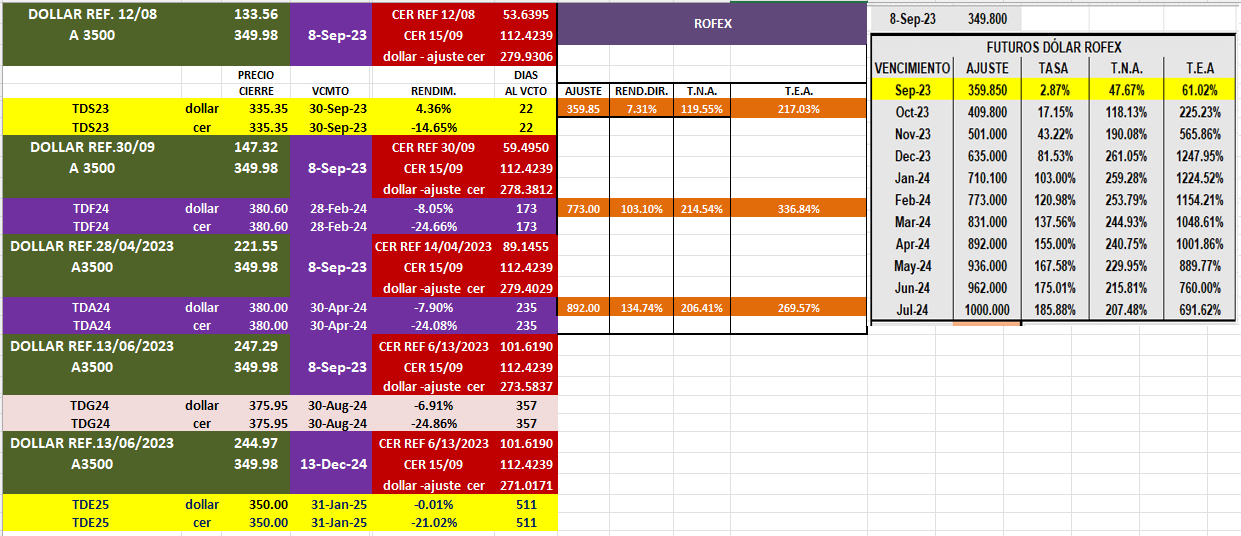 DOLLAR REF. 12/08 133.56 CER REF 12/08 53.6395 ROFEX 8-Sep-23 349.800
A 3500 349.98 8-Sep-23 CER 15/09 112.4239
dollar - ajuste cer 279.9306
FUTUROS DÓLAR ROFEX
VENCIMIENTO AJUSTE TASA T.N.A. T.E.A
Sep-23 359.850 2.87% 47.67% 61.02%
Oct-23 409.800 17.15% 118.13% 225.23%
Nov-23 501.000 43.22% 190.08% 565.86%
Dec-23 635.000 81.53% 261.05% 1247.95%
Jan-24 710.100 103.00% 259.28% 1224.52%
Feb-24 773.000 120.98% 253.79% 1154.21%
Mar-24 831.000 137.56% 244.93% 1048.61%
Apr-24 892.000 155.00% 240.75% 1001.86%
May-24 936.000 167.58% 229.95% 889.77%
Jun-24 962.000 175.01% 215.81% 760.00%
Jul-24 1000.000 185.88% 207.48% 691.62%
PRECIO DIAS
CIERRE VCMTO RENDIM. AL VCTO AJUSTE REND.DIR. T.N.A. T.E.A.
TDS23 dollar 335.35 30-Sep-23 4.36% 22 359.85 7.31% 119.55% 217.03%
TDS23 cer 335.35 30-Sep-23 -14.65% 22
DOLLAR REF.30/09 147.32 CER REF 30/09 59.4950
A 3500 349.98 8-Sep-23 CER 15/09 112.4239
dollar -ajuste cer 278.3812
TDF24 dollar 380.60 28-Feb-24 -8.05% 173 773.00 103.10% 214.54% 336.84%
TDF24 cer 380.60 28-Feb-24 -24.66% 173
DOLLAR REF.28/04/2023 221.55 CER REF 14/04/2023 89.1455
A3500 349.98 8-Sep-23 CER 15/09 112.4239
dollar -ajuste cer 279.4029
TDA24 dollar 380.00 30-Apr-24 -7.90% 235 892.00 134.74% 206.41% 269.57%
TDA24 cer 380.00 30-Apr-24 -24.08% 235
DOLLAR REF.13/06/2023 247.29 CER REF 6/13/2023 101.6190
A3500 349.98 8-Sep-23 CER 15/09 112.4239
dollar -ajuste cer 273.5837
TDG24 dollar 375.95 30-Aug-24 -6.91% 357
TDG24 cer 375.95 30-Aug-24 -24.86% 357
DOLLAR REF.13/06/2023 244.97 CER REF 6/13/2023 101.6190
A3500 349.98 13-Dec-24 CER 15/09 112.4239
dollar -ajuste cer 271.0171
TDE25 dollar 350.00 31-Jan-25 -0.01% 511
TDE25 cer 350.00 31-Jan-25 -21.02% 511